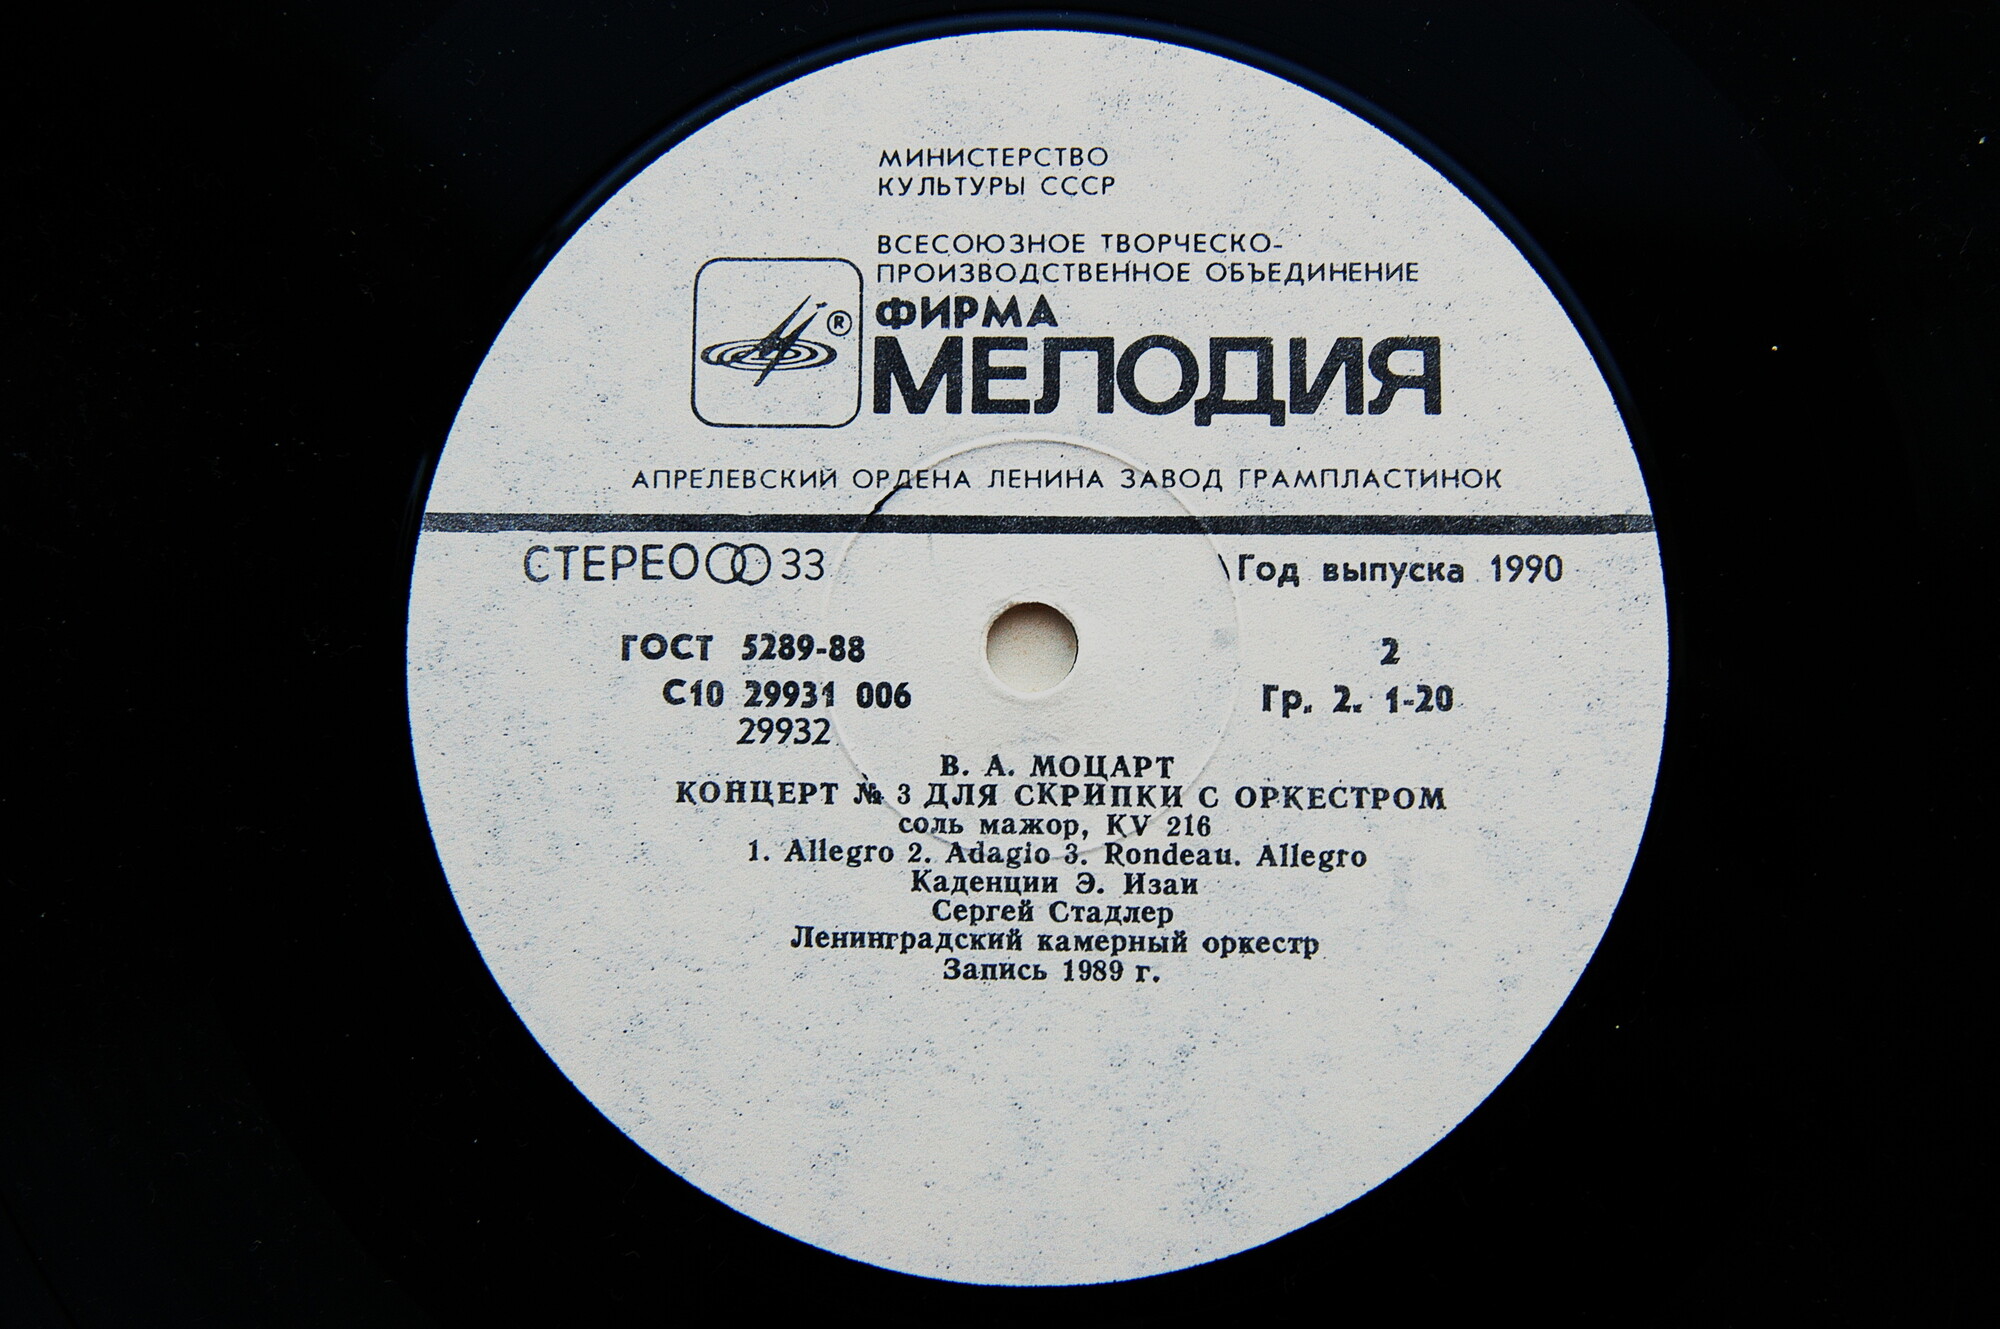 МИНИСТЕРСТВО
КУЛЬТУРЫ СССР
ВСЕСОЮЗНОЕ ТВОРЧЕСКО-
ПРОИЗВОДСТВЕННОЕ ОБЪЕДИНЕНИЕ
®
ФИРМА
МЕЛОДИЯ
АПРЕЛЕВСКИЙ ОРДЕНА ЛЕНИНА ЗАВОД ГРАМПЛАСТИНОК
СТЕРЕО 33
Год выпуска 1990
ГОСТ 5289-88
2
С10 29931 006
Гр. 2. 1-20
29932
В. А. МОЦАРТ
КОНЦЕРТ № 3 ДЛЯ СКРИПКИ С ОРКЕСТРОМ
соль мажор, KV 216
1. Allegro 2. Adagio 3. Rondeau. Allegro
Каденции Э. Изаи
Сергей Стадлер
Ленинградский камерный оркестр
Запись 1989 г.